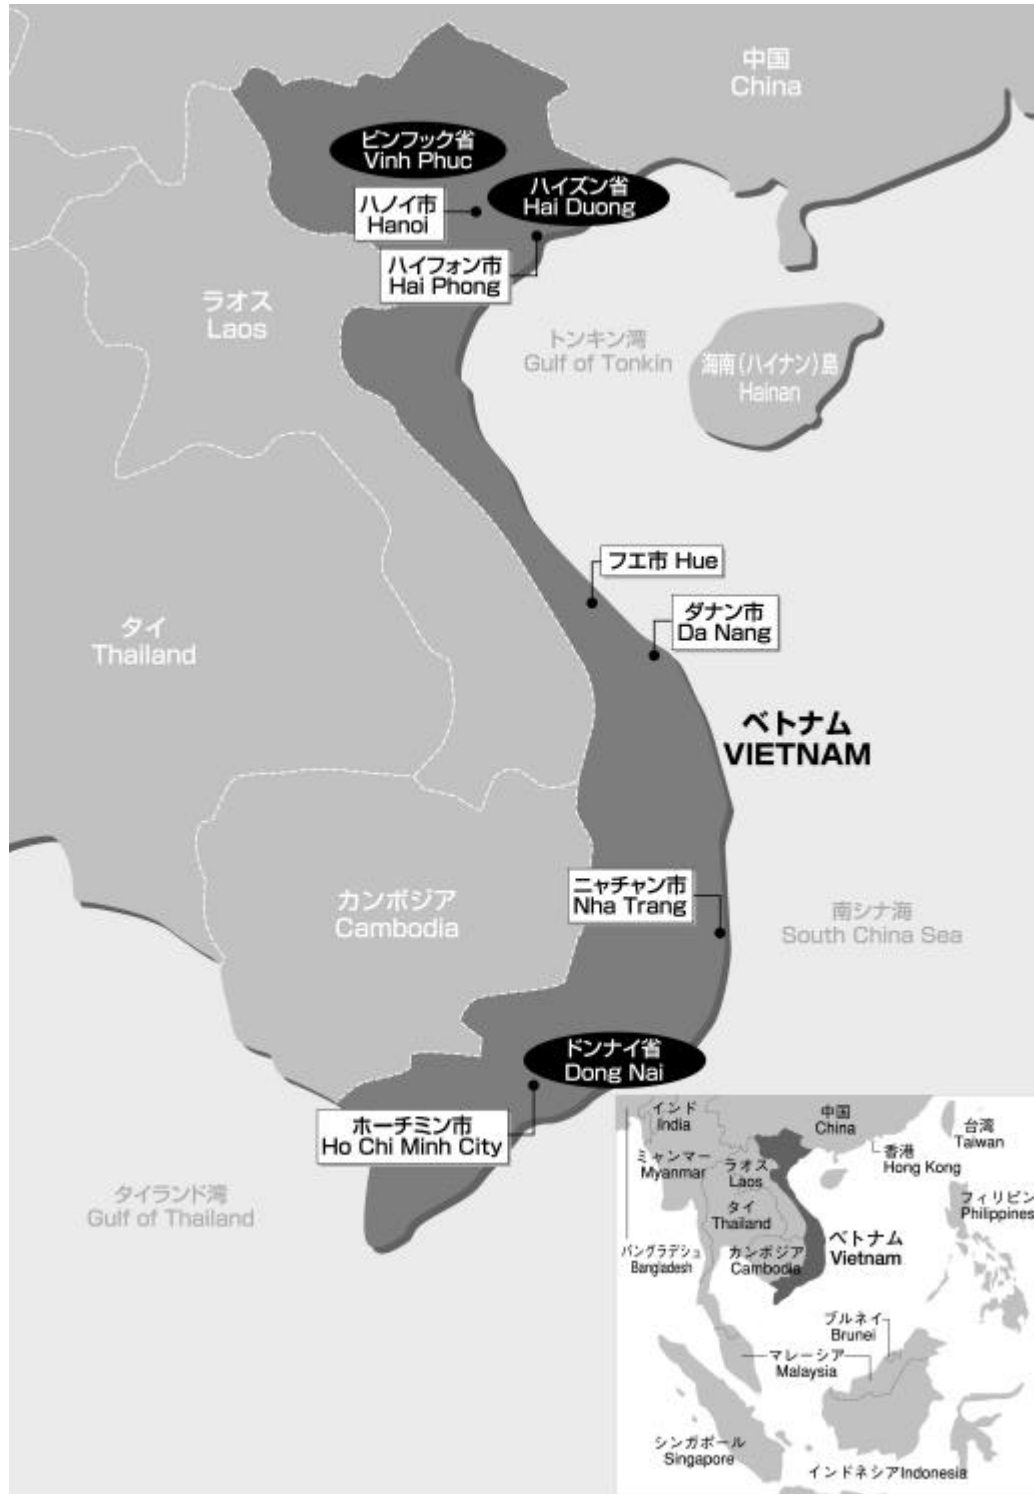 中国
China
ビンフック省
Vinh Phuc
ハイズン省
Hai Duong
ハノイ市
Hanoi
ハイフォン市
Hai Phong
ラオス
Laos
トンキン湾
Gulf of Tonkin
海南(ハイナン)島
Hainan
フエ市 Hue
ダナン市
Da Nang
タイ
Thailand
ベトナム
VIETNAM
カンボジア
Cambodia
ニャチャン市
Nha Trang
南シナ海
South China Sea
ドンナイ省
Dong Nai
ホーチミン市
Ho Chi Minh City
タイランド湾
Gulf of Thailand
インド
India
中国
China
台湾
Taiwan
香港
Hong Kong
ミャンマー
Myanmar
ラオス
Laos
タイ
Thailand
フィリピン
Philippines
バングラデシュ
Bangladesh
カンボジア
Cambodia
ベトナム
Vietnam
ブルネイ
Brunei
マレーシア
Malaysia
シンガポール
Singapore
インドネシアIndonesia